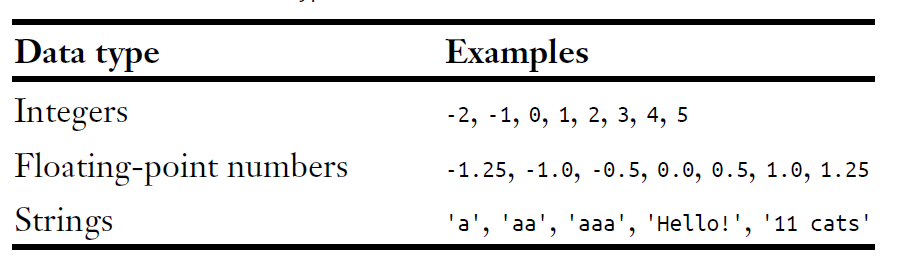 Data type Examples
Integers -2, -1, 0, 1, 2, 3, 4, 5
Floating-point numbers -1.25, -1.0, -0.5, 0.0, 0.5, 1.0, 1.25
Strings 'a', 'aa', 'aaa', 'Hello!', '11 cats'